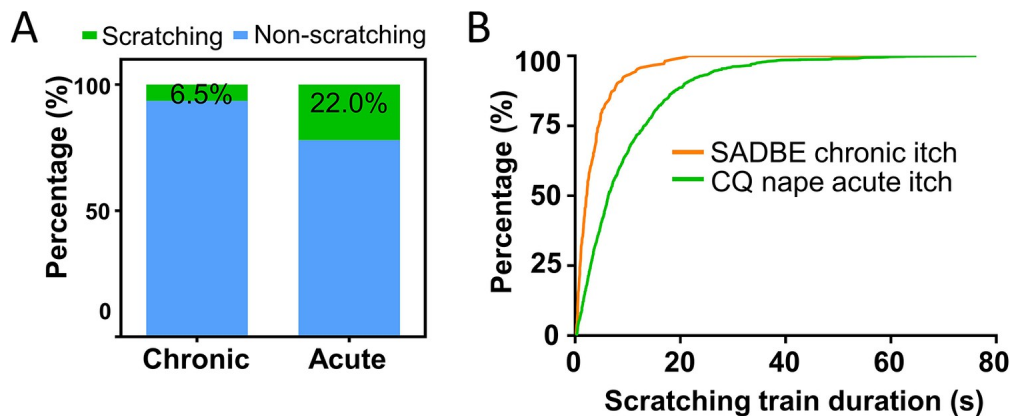 A
Scratching Non-scratching
Percentage (%)
100
50
0
6.5%
22.0%
Chronic Acute
B
Percentage (%)
100
75
50
25
0
SADBE chronic itch
CQ nape acute itch
0 20 40 60 80
Scratching train duration (s)